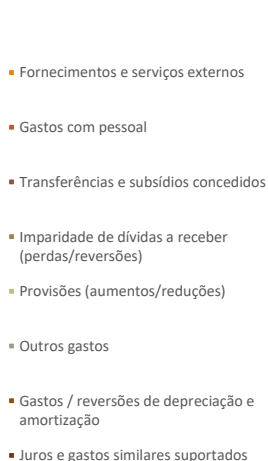 Fornecimentos e serviços externos
Gastos com pessoal
Transferências e subsídios concedidos
Imparidade de dívidas a receber
(perdas/reversões)
Provisões (aumentos/reduções)
Outros gastos
Gastos / reversões de depreciação e
amortização
Juros e gastos similares suportados